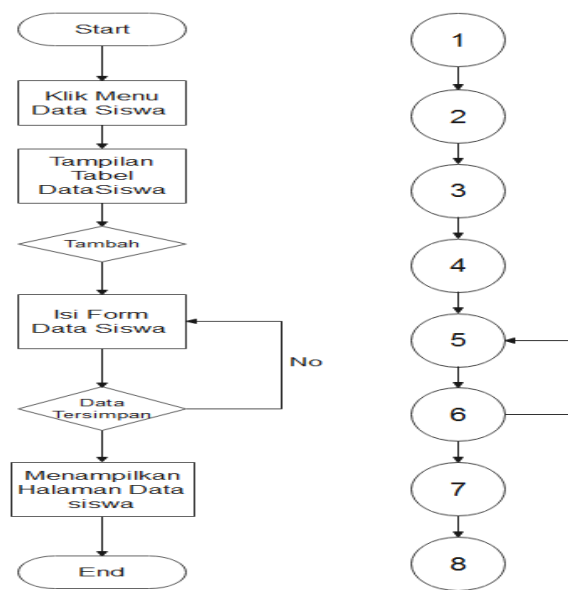 Start
Klik Menu
Data Siswa
Tampilan
Tabel
DataSiswa
Tambah
Isi Form
Data Siswa
No
Data
Tersimpan
Menampilkan
Halaman Data
siswa
End
1
2
3
4
5
6
7
8